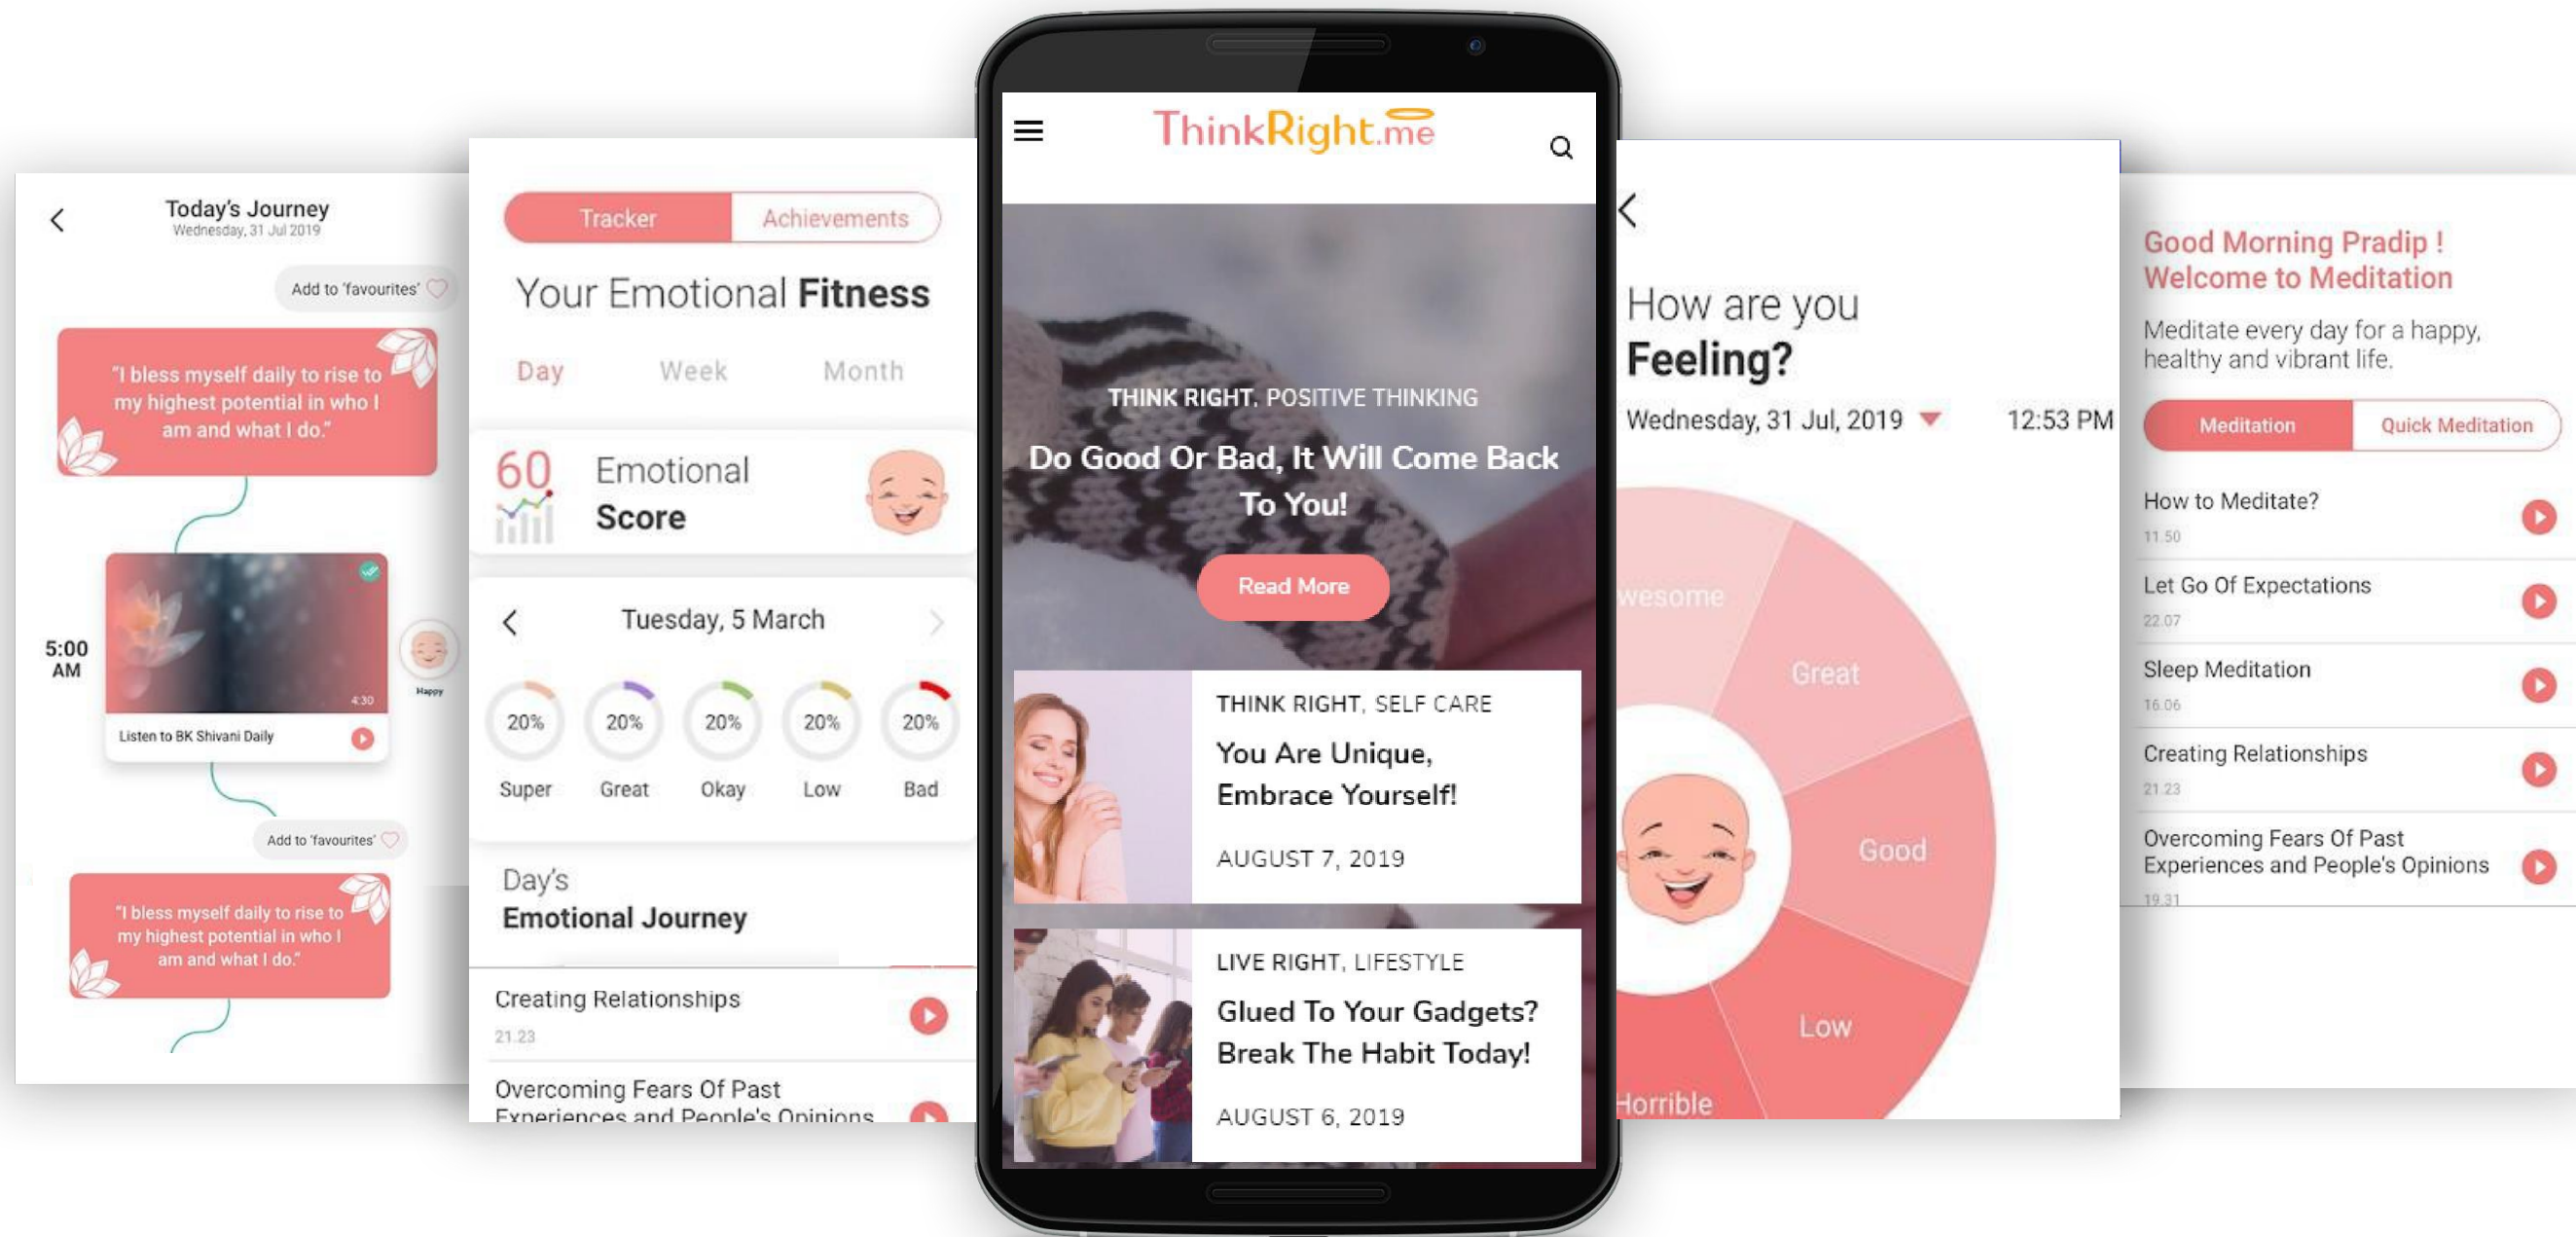 Today's Journey
Wednesday, 31 Jul 2019
Add to 'favourites'
"I bless myself daily to rise to
my highest potential in who I
am and what I do."
5:00
AM
4:30
Happy
Listen to BK Shivani Daily
Add to 'favourites'
"I bless myself daily to rise to
my highest potential in who I
am and what I do."
Tracker Achievements
Your Emotional Fitness
Day Week Month
60
Emotional
Score
Tuesday, 5 March
20% 20% 20% 20% 20%
Super Great Okay Low Bad
Day's
Emotional Journey
Creating Relationships
21.23
Overcoming Fears Of Past
Experiences and People's Opinions
ThinkRight.me
THINK RIGHT, POSITIVE THINKING
Do Good Or Bad, It Will Come Back
To You!
Read More
THINK RIGHT, SELF CARE
You Are Unique,
Embrace Yourself!
AUGUST 7, 2019
LIVE RIGHT, LIFESTYLE
Glued To Your Gadgets?
Break The Habit Today!
AUGUST 6, 2019
How are you
Feeling?
Wednesday, 31 Jul, 2019 12:53 PM
wesome
Great
Good
Low
Horrible
Good Morning Pradip !
Welcome to Meditation
Meditate every day for a happy,
healthy and vibrant life.
Meditation Quick Meditation
How to Meditate?
11.50
Let Go Of Expectations
22.07
Sleep Meditation
16.06
Creating Relationships
21.23
Overcoming Fears Of Past
Experiences and People's Opinions
19.31